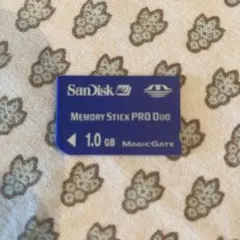 SanDisk
MEMORY STICK PRO DUO
1.0 GB MAGICGATE